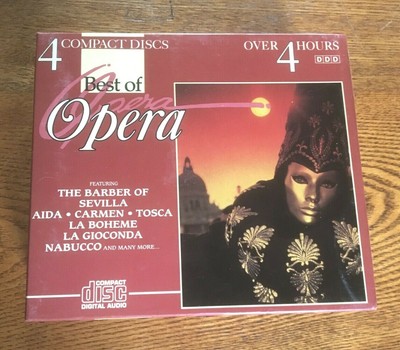 4 COMPACT DISCS
OVER 4 HOURS
DDD
Best of
Opera
Opera
FEATURING
THE BARBER OF
SEVILLA
AIDA • CARMEN • TOSCA
LA BOHEME
LA GIOCONDA
NABUCCO AND MANY MORE...
COMPACT
disc
DIGITAL AUDIO